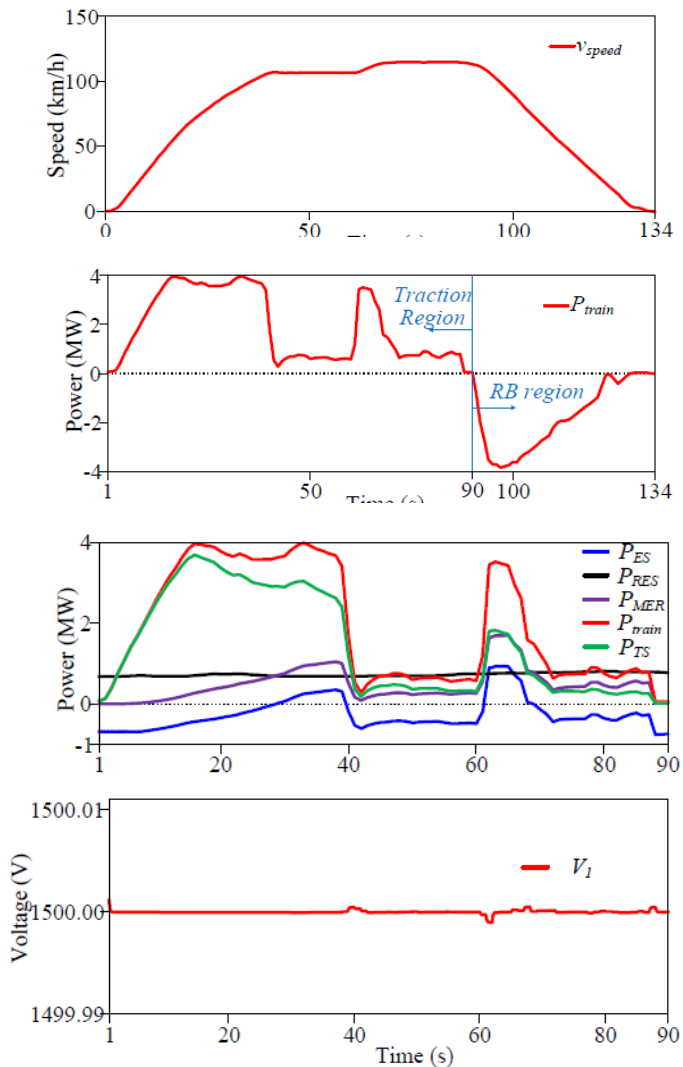 150
100
50
0
Speed (km/h)
v_speed
0
50
100
134
4
2
0
-2
-4
Power (MW)
Traction
Region
P_train
RB region
1
50
90
100
134
4
2
0
-1
Power (MW)
P_ES
P_RES
P_MER
P_train
P_TS
1
20
40
60
80
90
1500.01
1500.00
1499.99
Voltage (V)
V_1
1
20
40
60
80
90
Time (s)